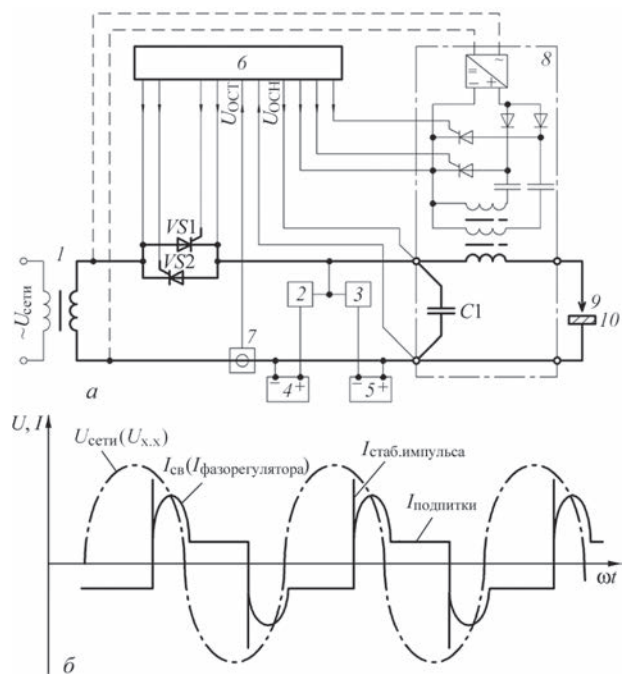 6
8
U_ОСТ
U_ОСН
= ~
− +
VS1
VS2
1
~U_сети
2
3
C1
9
10
7
− 4 +
− 5 +
а
U, I
U_сети(U_х.х)
I_св(I_фазорегулятора)
I_стаб.импульса
I_подпитки
ωt
б